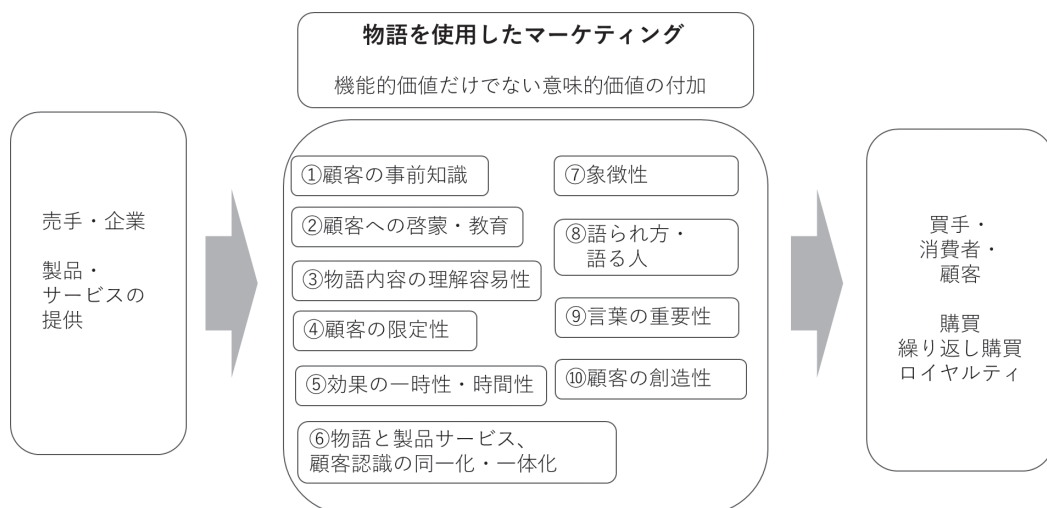 物語を使用したマーケティング
機能的価値だけでない意味的価値の付加
売手・企業
製品・
サービスの
提供
①顧客の事前知識
②顧客への啓蒙・教育
③物語内容の理解容易性
④顧客の限定性
⑤効果の一時性・時間性
⑥物語と製品サービス、
顧客認識の同一化・一体化
⑦象徴性
⑧語られ方・
語る人
⑨言葉の重要性
⑩顧客の創造性
買手・
消費者・
顧客
購買
繰り返し購買
ロイヤルティ